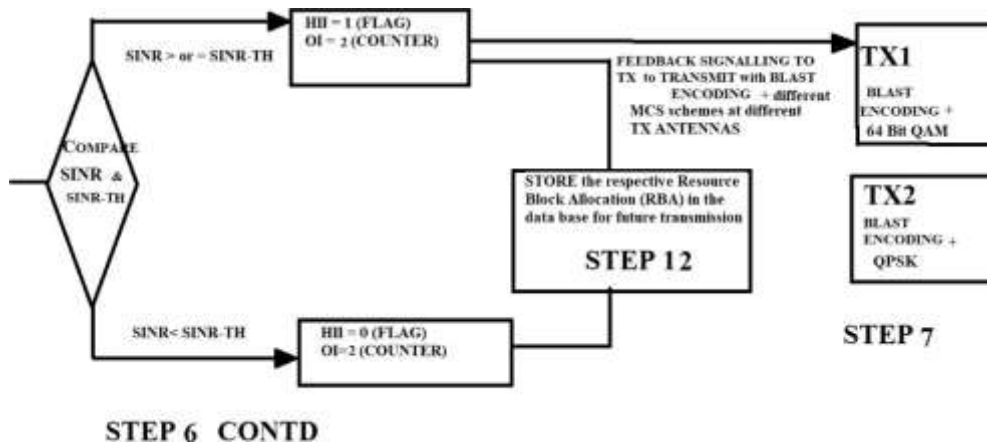 HII = 1 (FLAG)
OI = 2 (COUNTER)
SINR > or = SINR-TH
COMPARE
SINR &
SINR-TH
FEEDBACK SIGNALLING TO
TX to TRANSMIT with BLAST
ENCODING + different
MCS schemes at different
TX ANTENNAS
TX1
BLAST
ENCODING +
64 Bit QAM
STORE the respective Resource
Block Allocation (RBA) in the
data base for future transmission
STEP 12
TX2
BLAST
ENCODING +
QPSK
SINR< SINR-TH
HII = 0 (FLAG)
OI=2 (COUNTER)
STEP 7
STEP 6 CONTD